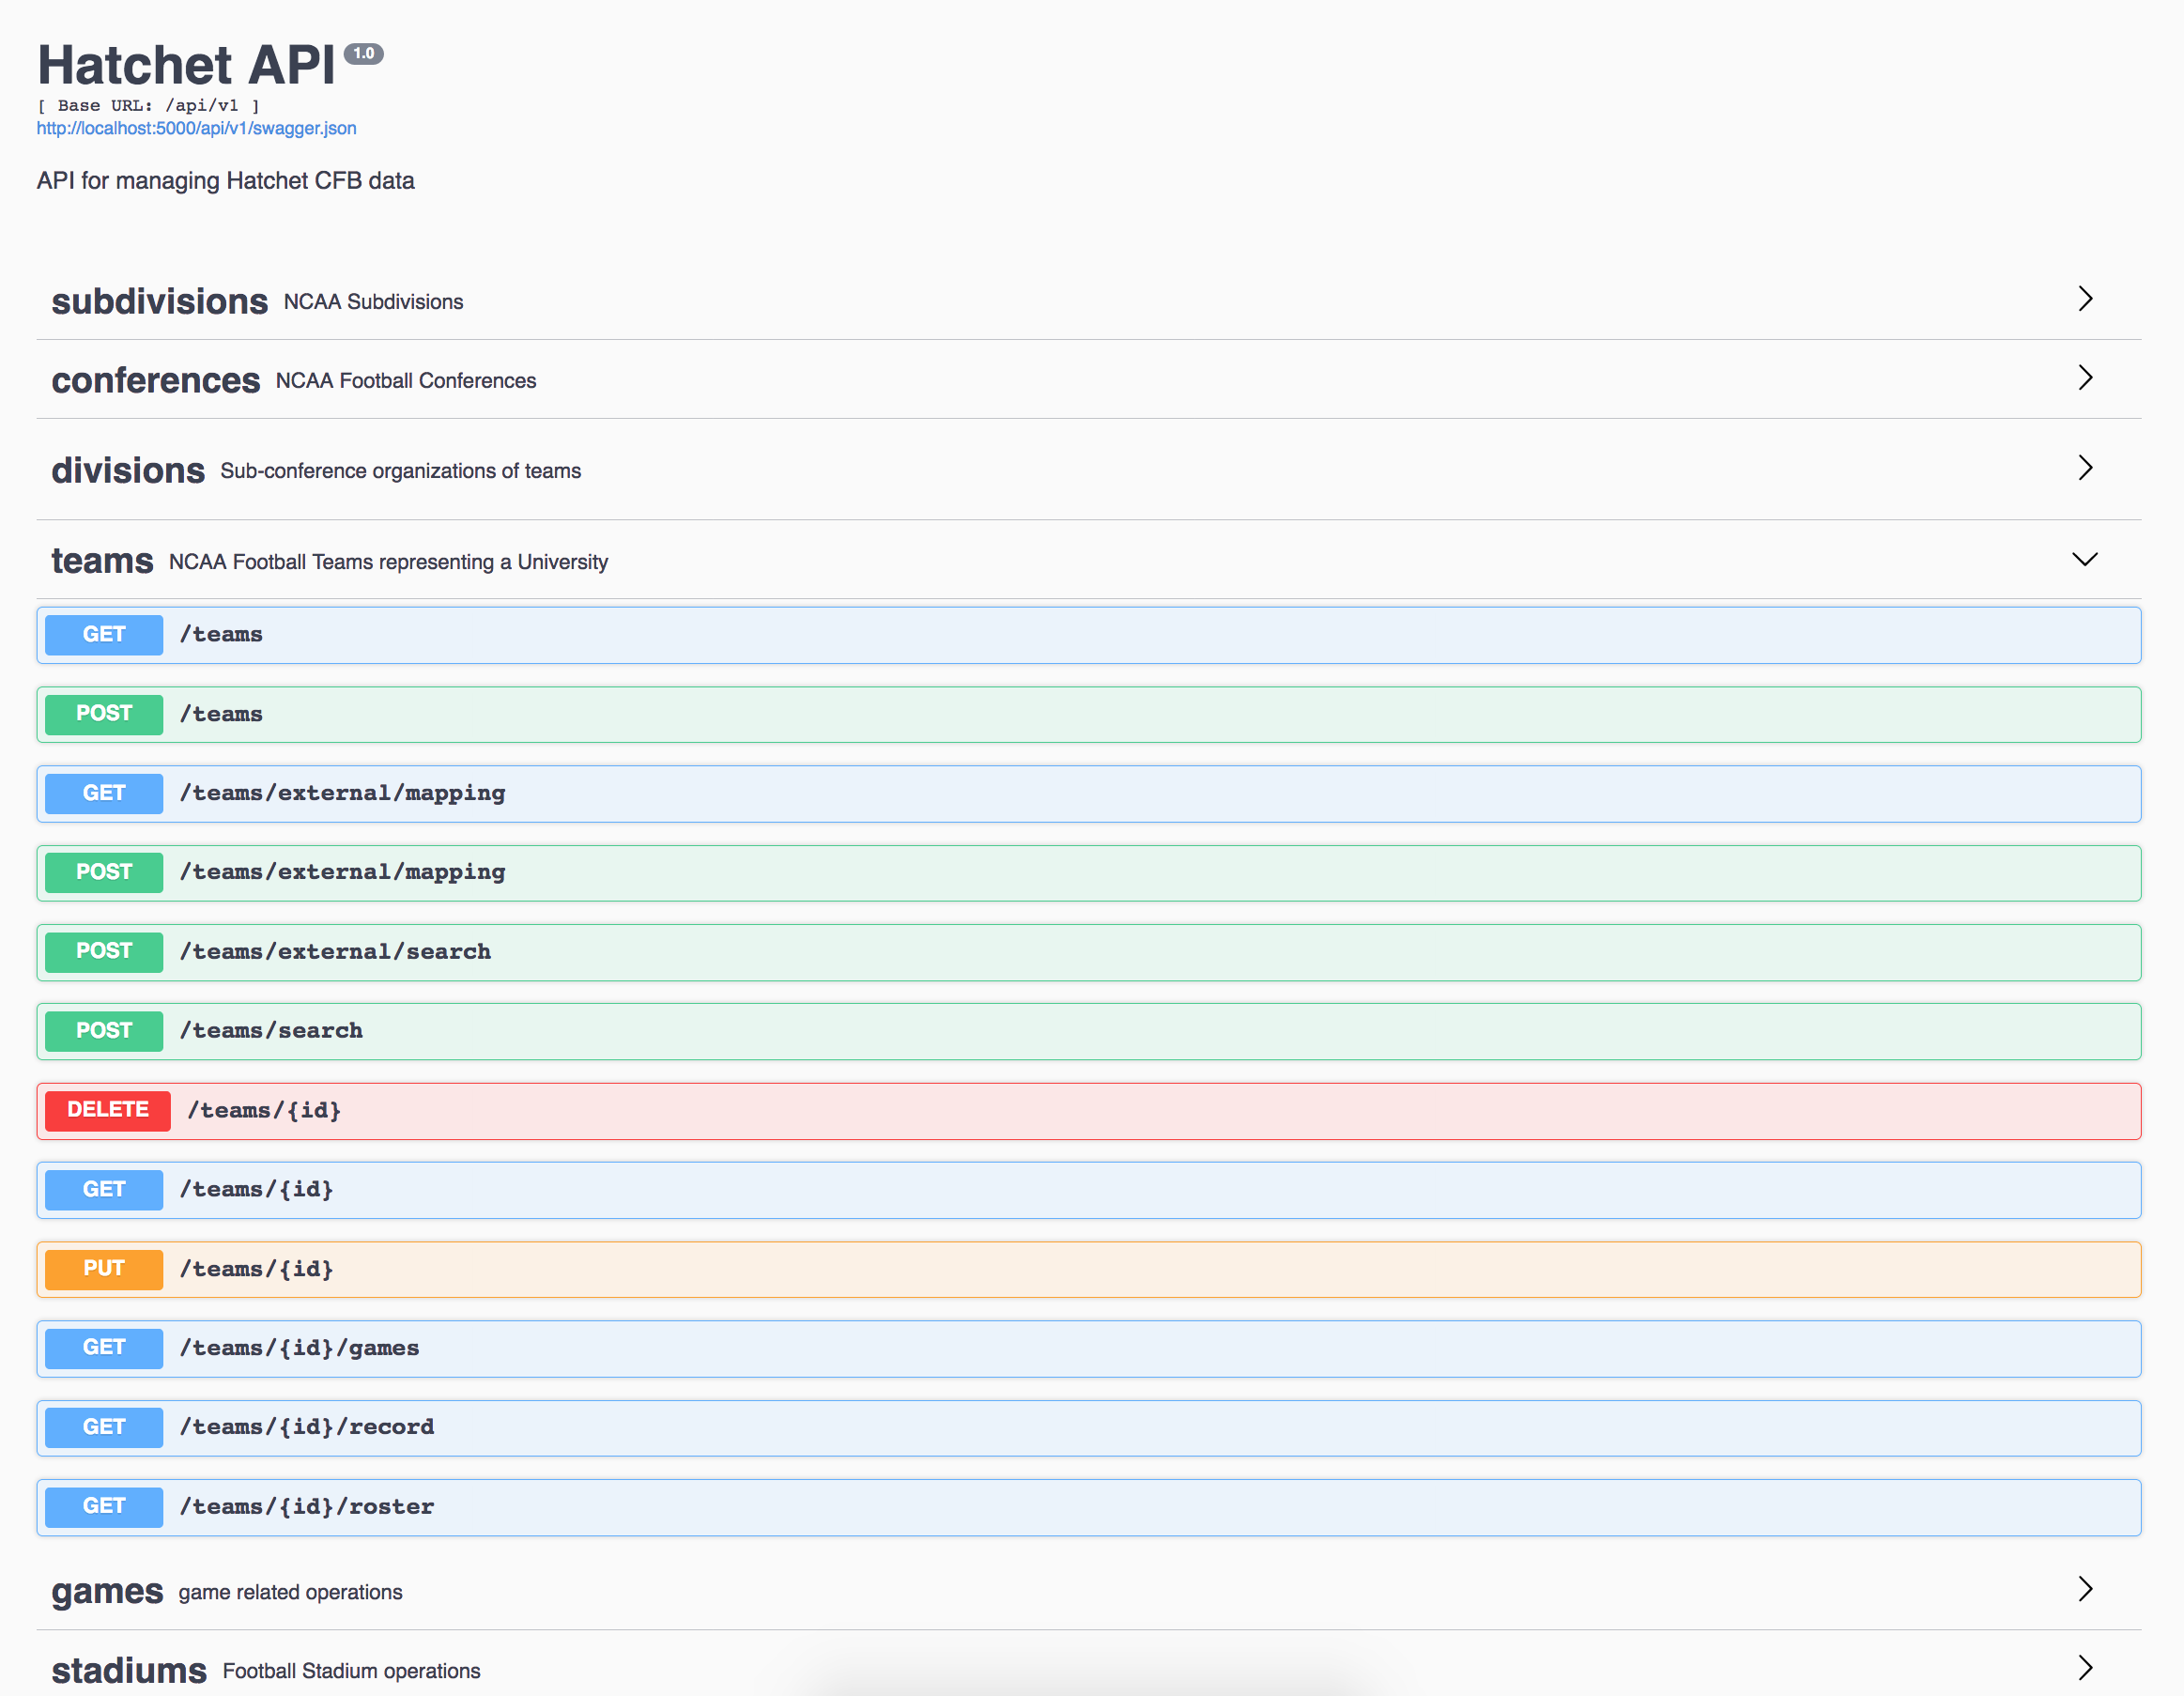 Hatchet API 1.0
[ Base URL: /api/v1 ]
http://localhost:5000/api/v1/swagger.json
API for managing Hatchet CFB data
subdivisions NCAA Subdivisions
conferences NCAA Football Conferences
divisions Sub-conference organizations of teams
teams NCAA Football Teams representing a University
GET /teams
POST /teams
GET /teams/external/mapping
POST /teams/external/mapping
POST /teams/external/search
POST /teams/search
DELETE /teams/{id}
GET /teams/{id}
PUT /teams/{id}
GET /teams/{id}/games
GET /teams/{id}/record
GET /teams/{id}/roster
games game related operations
stadiums Football Stadium operations